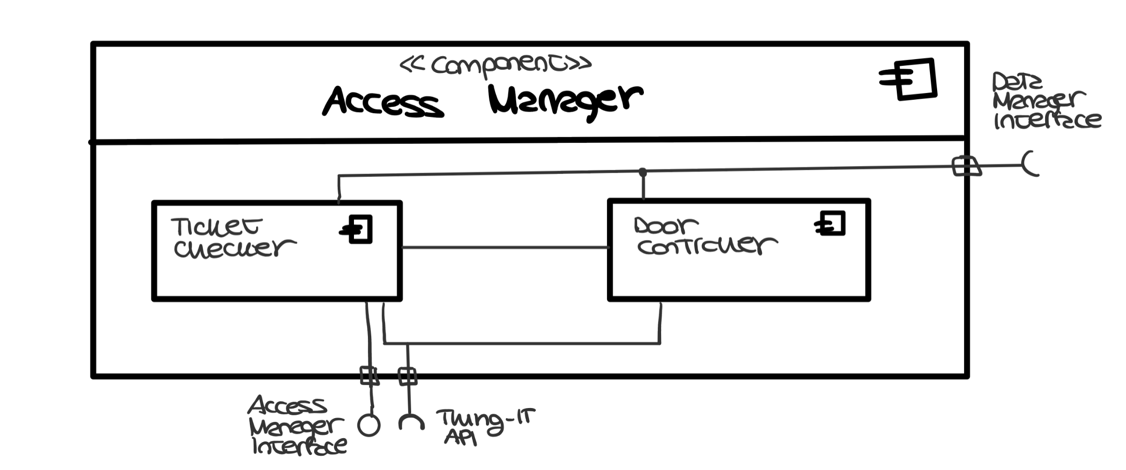 <<Component>>
Access Manager
Data
Manager
Interface
Ticket
Checker
Door
Controller
Access
Manager
Interface
Thing-IT
API